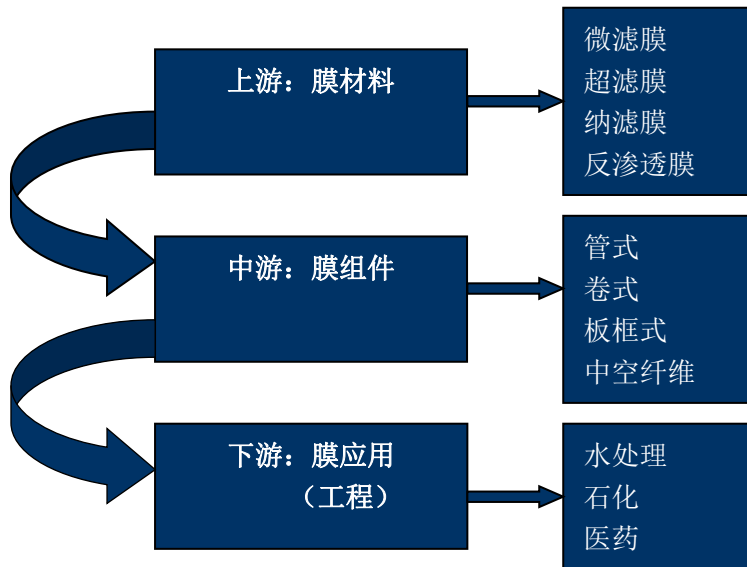 上游：膜材料
微滤膜
超滤膜
纳滤膜
反渗透膜
中游：膜组件
管式
卷式
板框式
中空纤维
下游：膜应用
（工程）
水处理
石化
医药